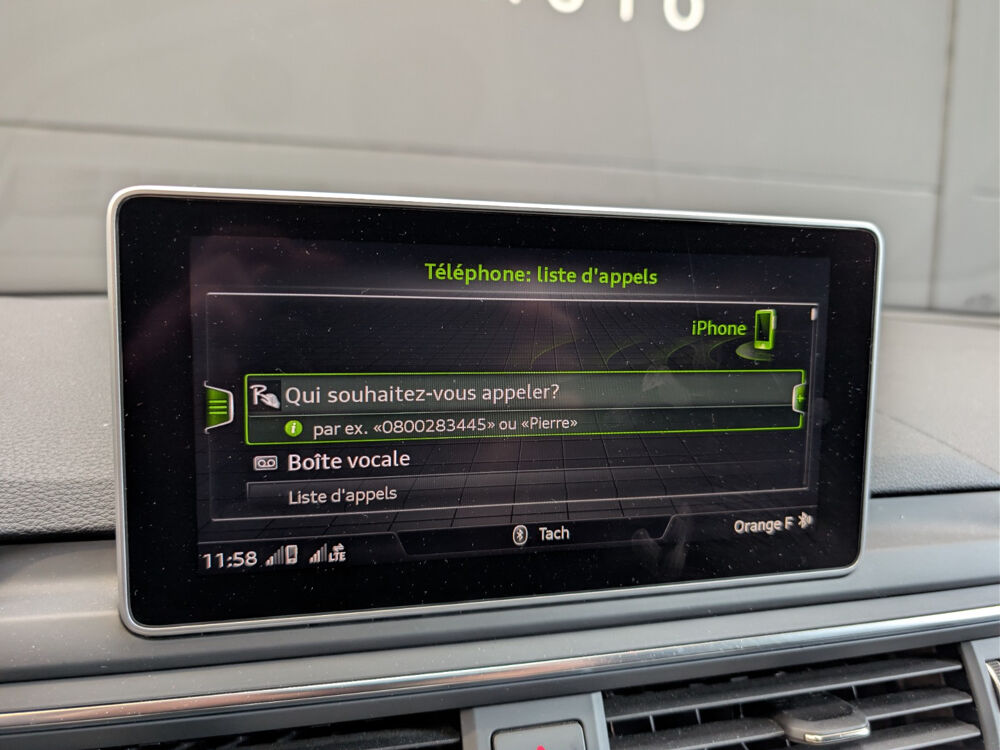 Téléphone: liste d'appels
iPhone
Qui souhaitez-vous appeler?
par ex. «0800283445» ou «Pierre»
Boîte vocale
Liste d'appels
Tach
Orange F
11:58
LTE